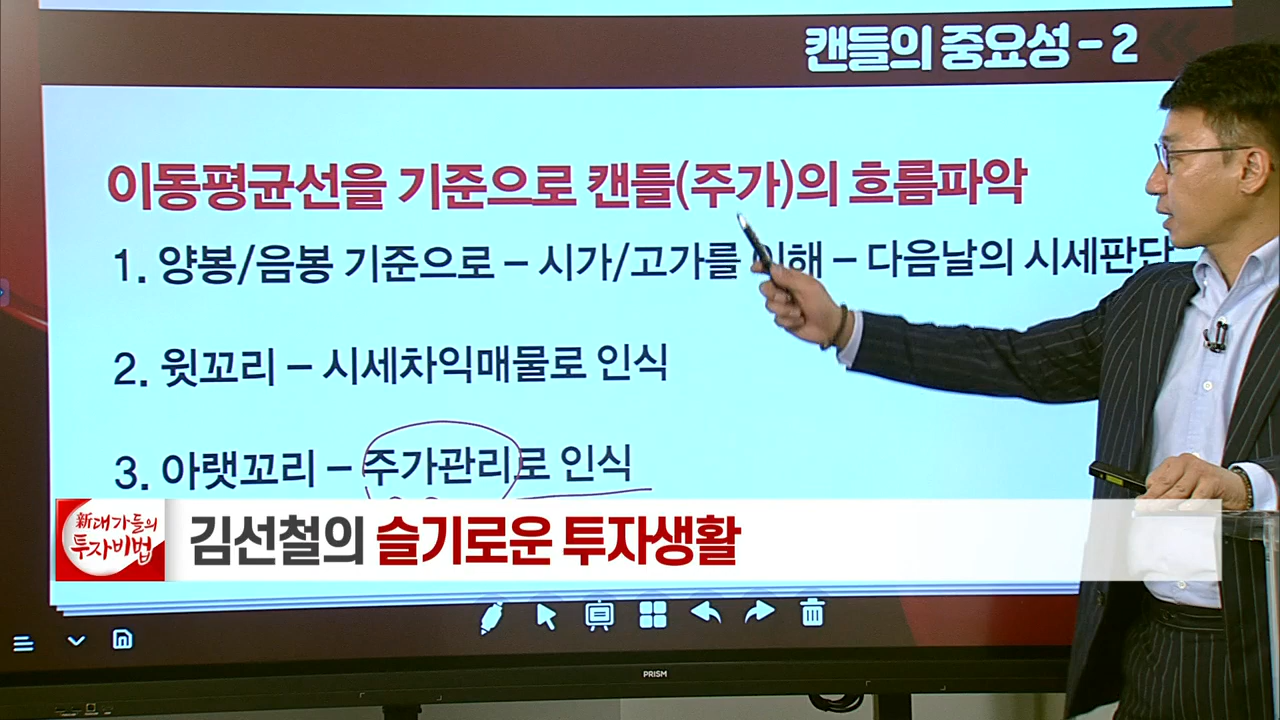 캔들의 중요성 - 2
이동평균선을 기준으로 캔들(주가)의 흐름파악
1. 양봉/음봉 기준으로 – 시가/고가를 이해 – 다음날의 시세판단
2. 윗꼬리 – 시세차익매물로 인식
3. 아랫꼬리 – 주가관리로 인식
新대가들의
투자비법
김선철의 슬기로운 투자생활
PRISM